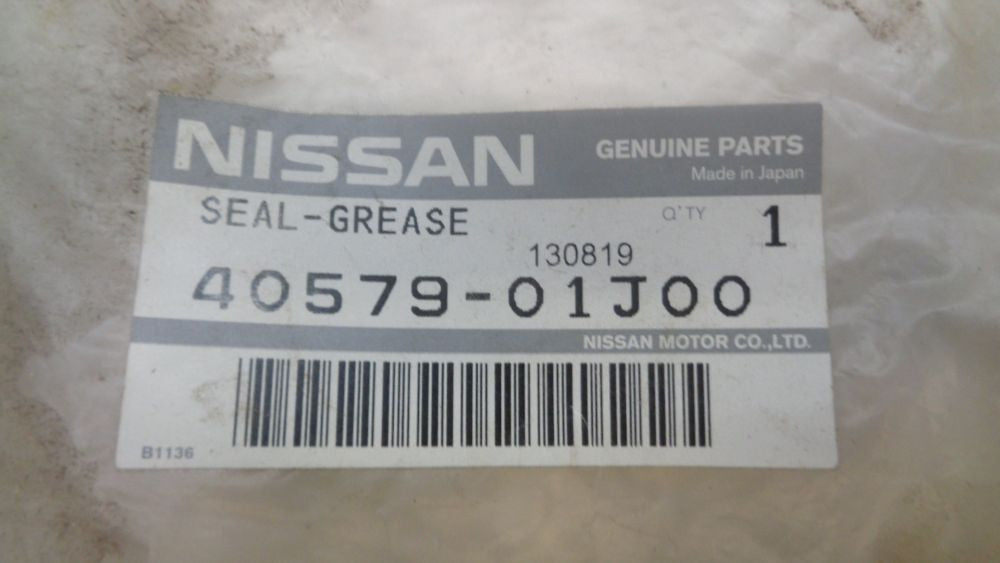 NISSAN
GENUINE PARTS
Made in Japan
SEAL-GREASE
Q'TY 1
130819
40579-01J00
NISSAN MOTOR CO.,LTD.
B1136